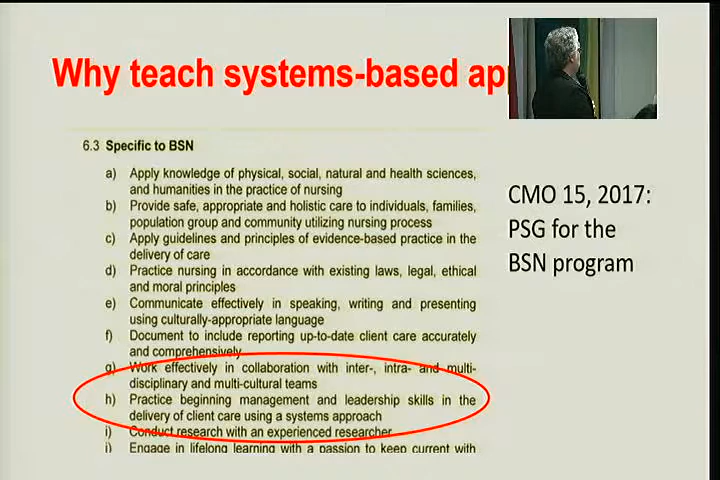 Why teach systems-based ap
6.3 Specific to BSN
a) Apply knowledge of physical, social, natural and health sciences,
and humanities in the practice of nursing
b) Provide safe, appropriate and holistic care to individuals, families,
population group and community utilizing nursing process
c) Apply guidelines and principles of evidence-based practice in the
delivery of care
d) Practice nursing in accordance with existing laws, legal, ethical
and moral principles
e) Communicate effectively in speaking, writing and presenting
using culturally-appropriate language
f) Document to include reporting up-to-date client care accurately
and comprehensively
g) Work effectively in collaboration with inter-, intra- and multi-
disciplinary and multi-cultural teams
h) Practice beginning management and leadership skills in the
delivery of client care using a systems approach
i) Conduct research with an experienced researcher
j) Engage in lifelong learning with a passion to keep current with
CMO 15, 2017:
PSG for the
BSN program